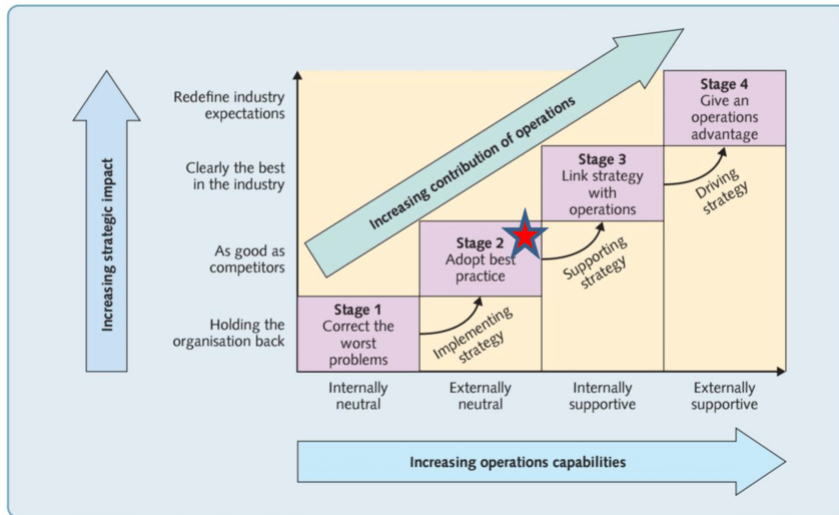 Increasing strategic impact
Redefine industry
expectations
Clearly the best
in the industry
As good as
competitors
Holding the
organisation back
Increasing contribution of operations
Stage 4
Give an
operations
advantage
Stage 3
Link strategy
with
operations
Driving
strategy
Stage 2
Adopt best
practice
Supporting
strategy
Stage 1
Correct the
worst
problems
Implementing
strategy
Internally
neutral
Externally
neutral
Internally
supportive
Externally
supportive
Increasing operations capabilities